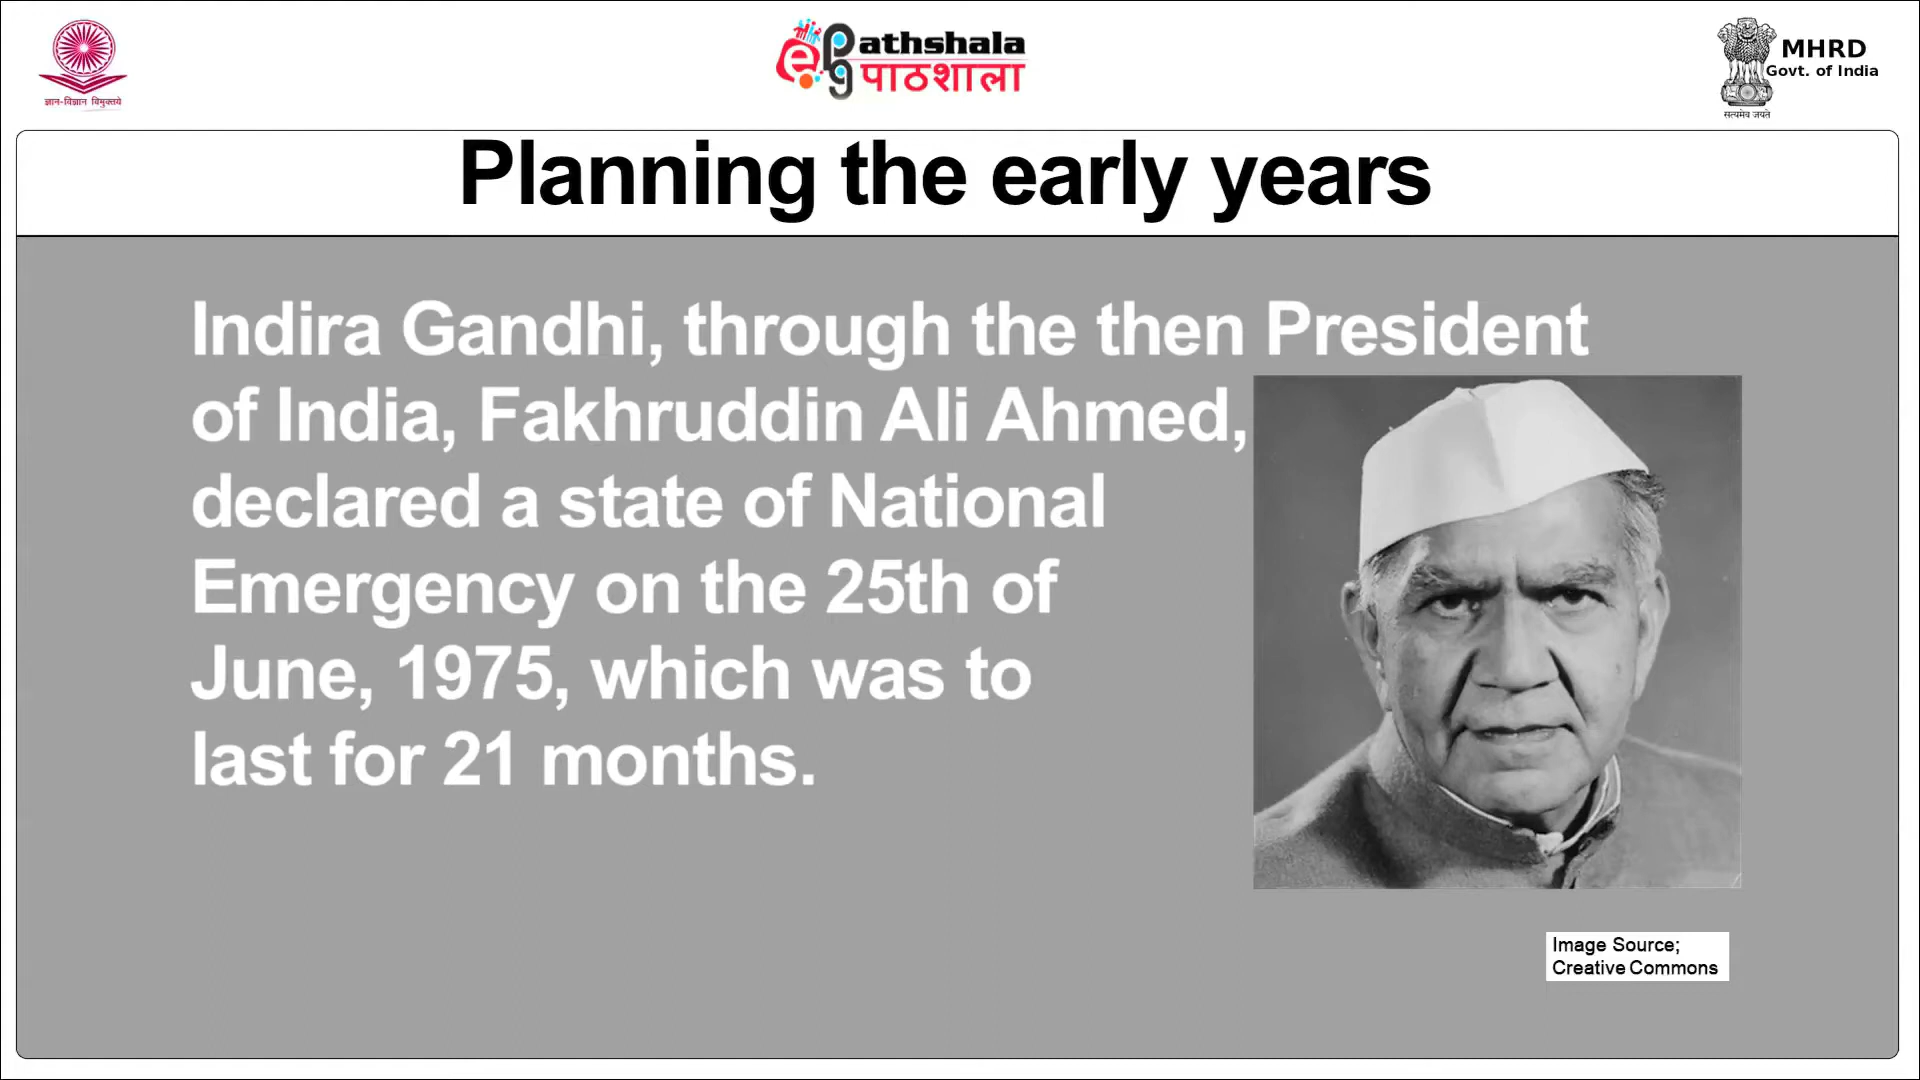 ज्ञान-विज्ञान विमुक्तये
ePg athshala
पाठशाला
MHRD
Govt. of India
सत्यमेव जयते
Planning the early years
Indira Gandhi, through the then President
of India, Fakhruddin Ali Ahmed,
declared a state of National
Emergency on the 25th of
June, 1975, which was to
last for 21 months.
Image Source;
Creative Commons